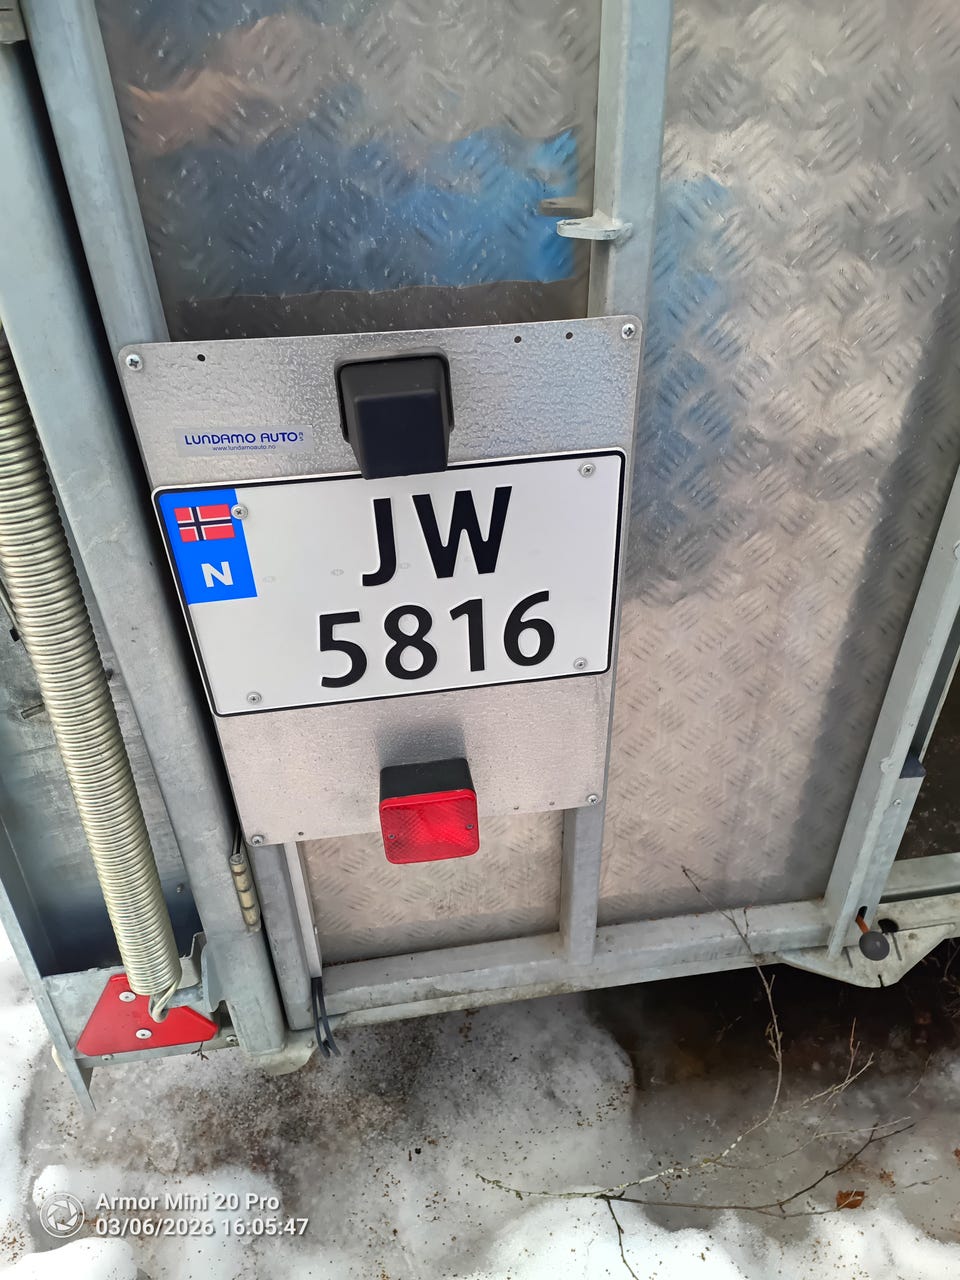 LUNDAMO AUTO
www.lundamoauto.no
N
JW
5816
Armor Mini 20 Pro
03/06/2026 16:05:47